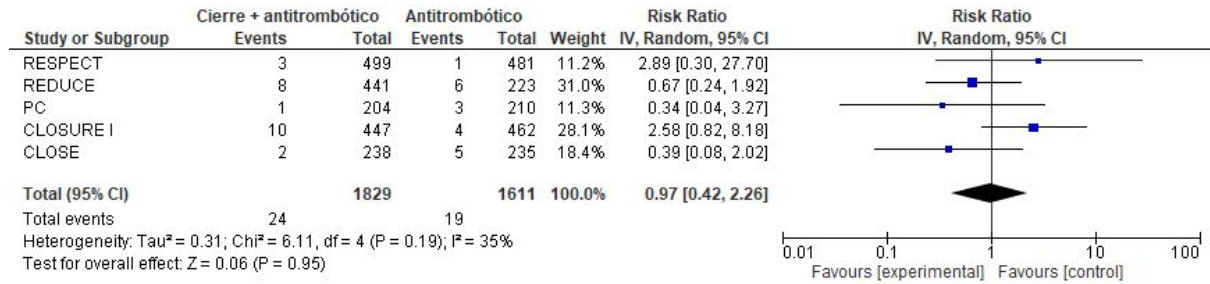 Cierre + antitrombótico Antitrombótico Risk Ratio Risk Ratio
Study or Subgroup Events Total Events Total Weight IV, Random, 95% CI IV, Random, 95% CI
RESPECT 3 499 1 481 11.2% 2.89 [0.30, 27.70]
REDUCE 8 441 6 223 31.0% 0.67 [0.24, 1.92]
PC 1 204 3 210 11.3% 0.34 [0.04, 3.27]
CLOSURE I 10 447 4 462 28.1% 2.58 [0.82, 8.18]
CLOSE 2 238 5 235 18.4% 0.39 [0.08, 2.02]
Total (95% CI) 1829 1611 100.0% 0.97 [0.42, 2.26]
Total events 24 19
Heterogeneity: Tau² = 0.31; Chi² = 6.11, df = 4 (P = 0.19); I² = 35%
Test for overall effect: Z = 0.06 (P = 0.95)
0.01 0.1 1 10 100
Favours [experimental] Favours [control]